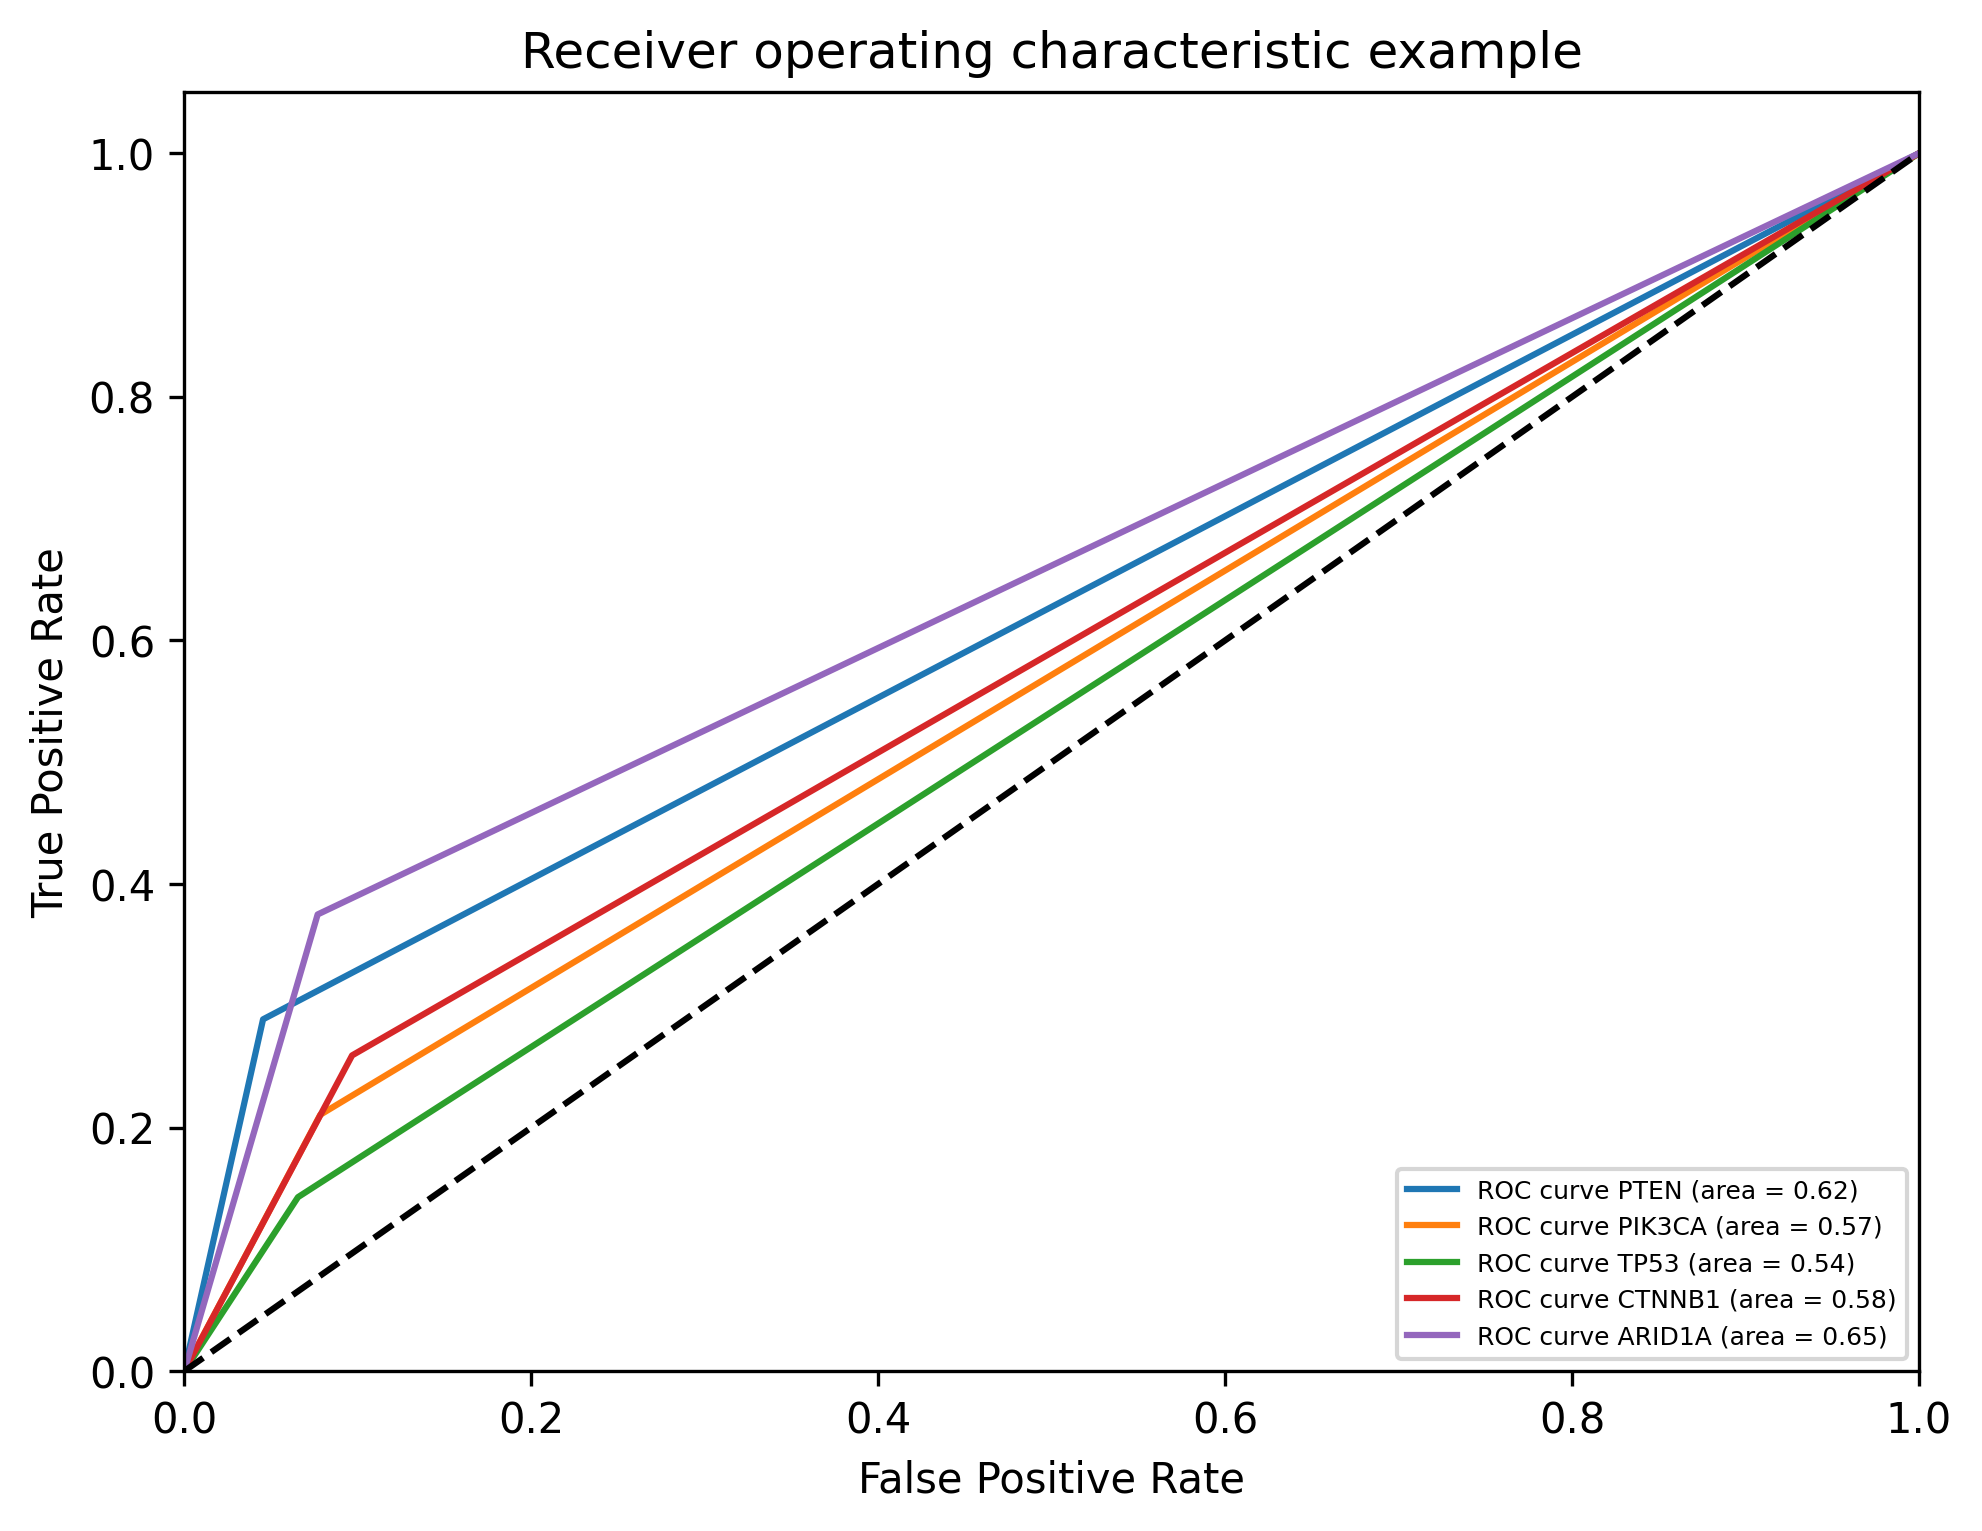 Receiver operating characteristic example
True Positive Rate
1.0
0.8
0.6
0.4
0.2
0.0
ROC curve PTEN (area = 0.62)
ROC curve PIK3CA (area = 0.57)
ROC curve TP53 (area = 0.54)
ROC curve CTNNB1 (area = 0.58)
ROC curve ARID1A (area = 0.65)
0.0 0.2 0.4 0.6 0.8 1.0
False Positive Rate